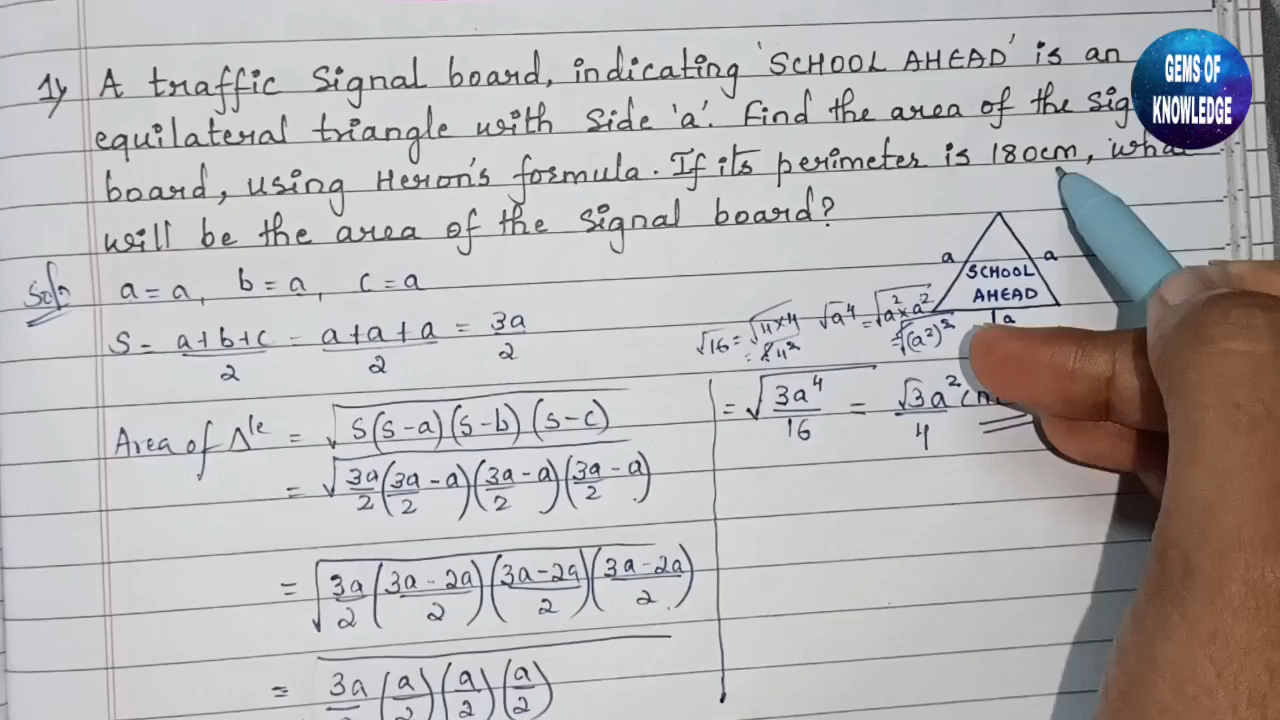 1) A traffic signal board, indicating 'SCHOOL AHEAD' is an
equilateral triangle with side 'a'. Find the area of the
board, using Heron's formula. If its perimeter is 180cm,
will be the area of the signal board?
GEMS OF
KNOWLEDGE
Sol:
a = a, b = a, c = a
S = a+b+c/2 = a+a+a/2 = 3a/2
a
a
SCHOOL
AHEAD
a
√16 = √4×4
√a⁴ = √a²×a²
= √(a²)²
Area of Δle = √S(S-a)(S-b)(S-c)
= √3a/2(3a/2 - a)(3a/2 - a)(3a/2 - a)
= √3a/2(3a-2a/2)(3a-2a/2)(3a-2a/2)
= √3a/2(a/2)(a/2)(a/2)
= √3a⁴/16 = √3a²/4